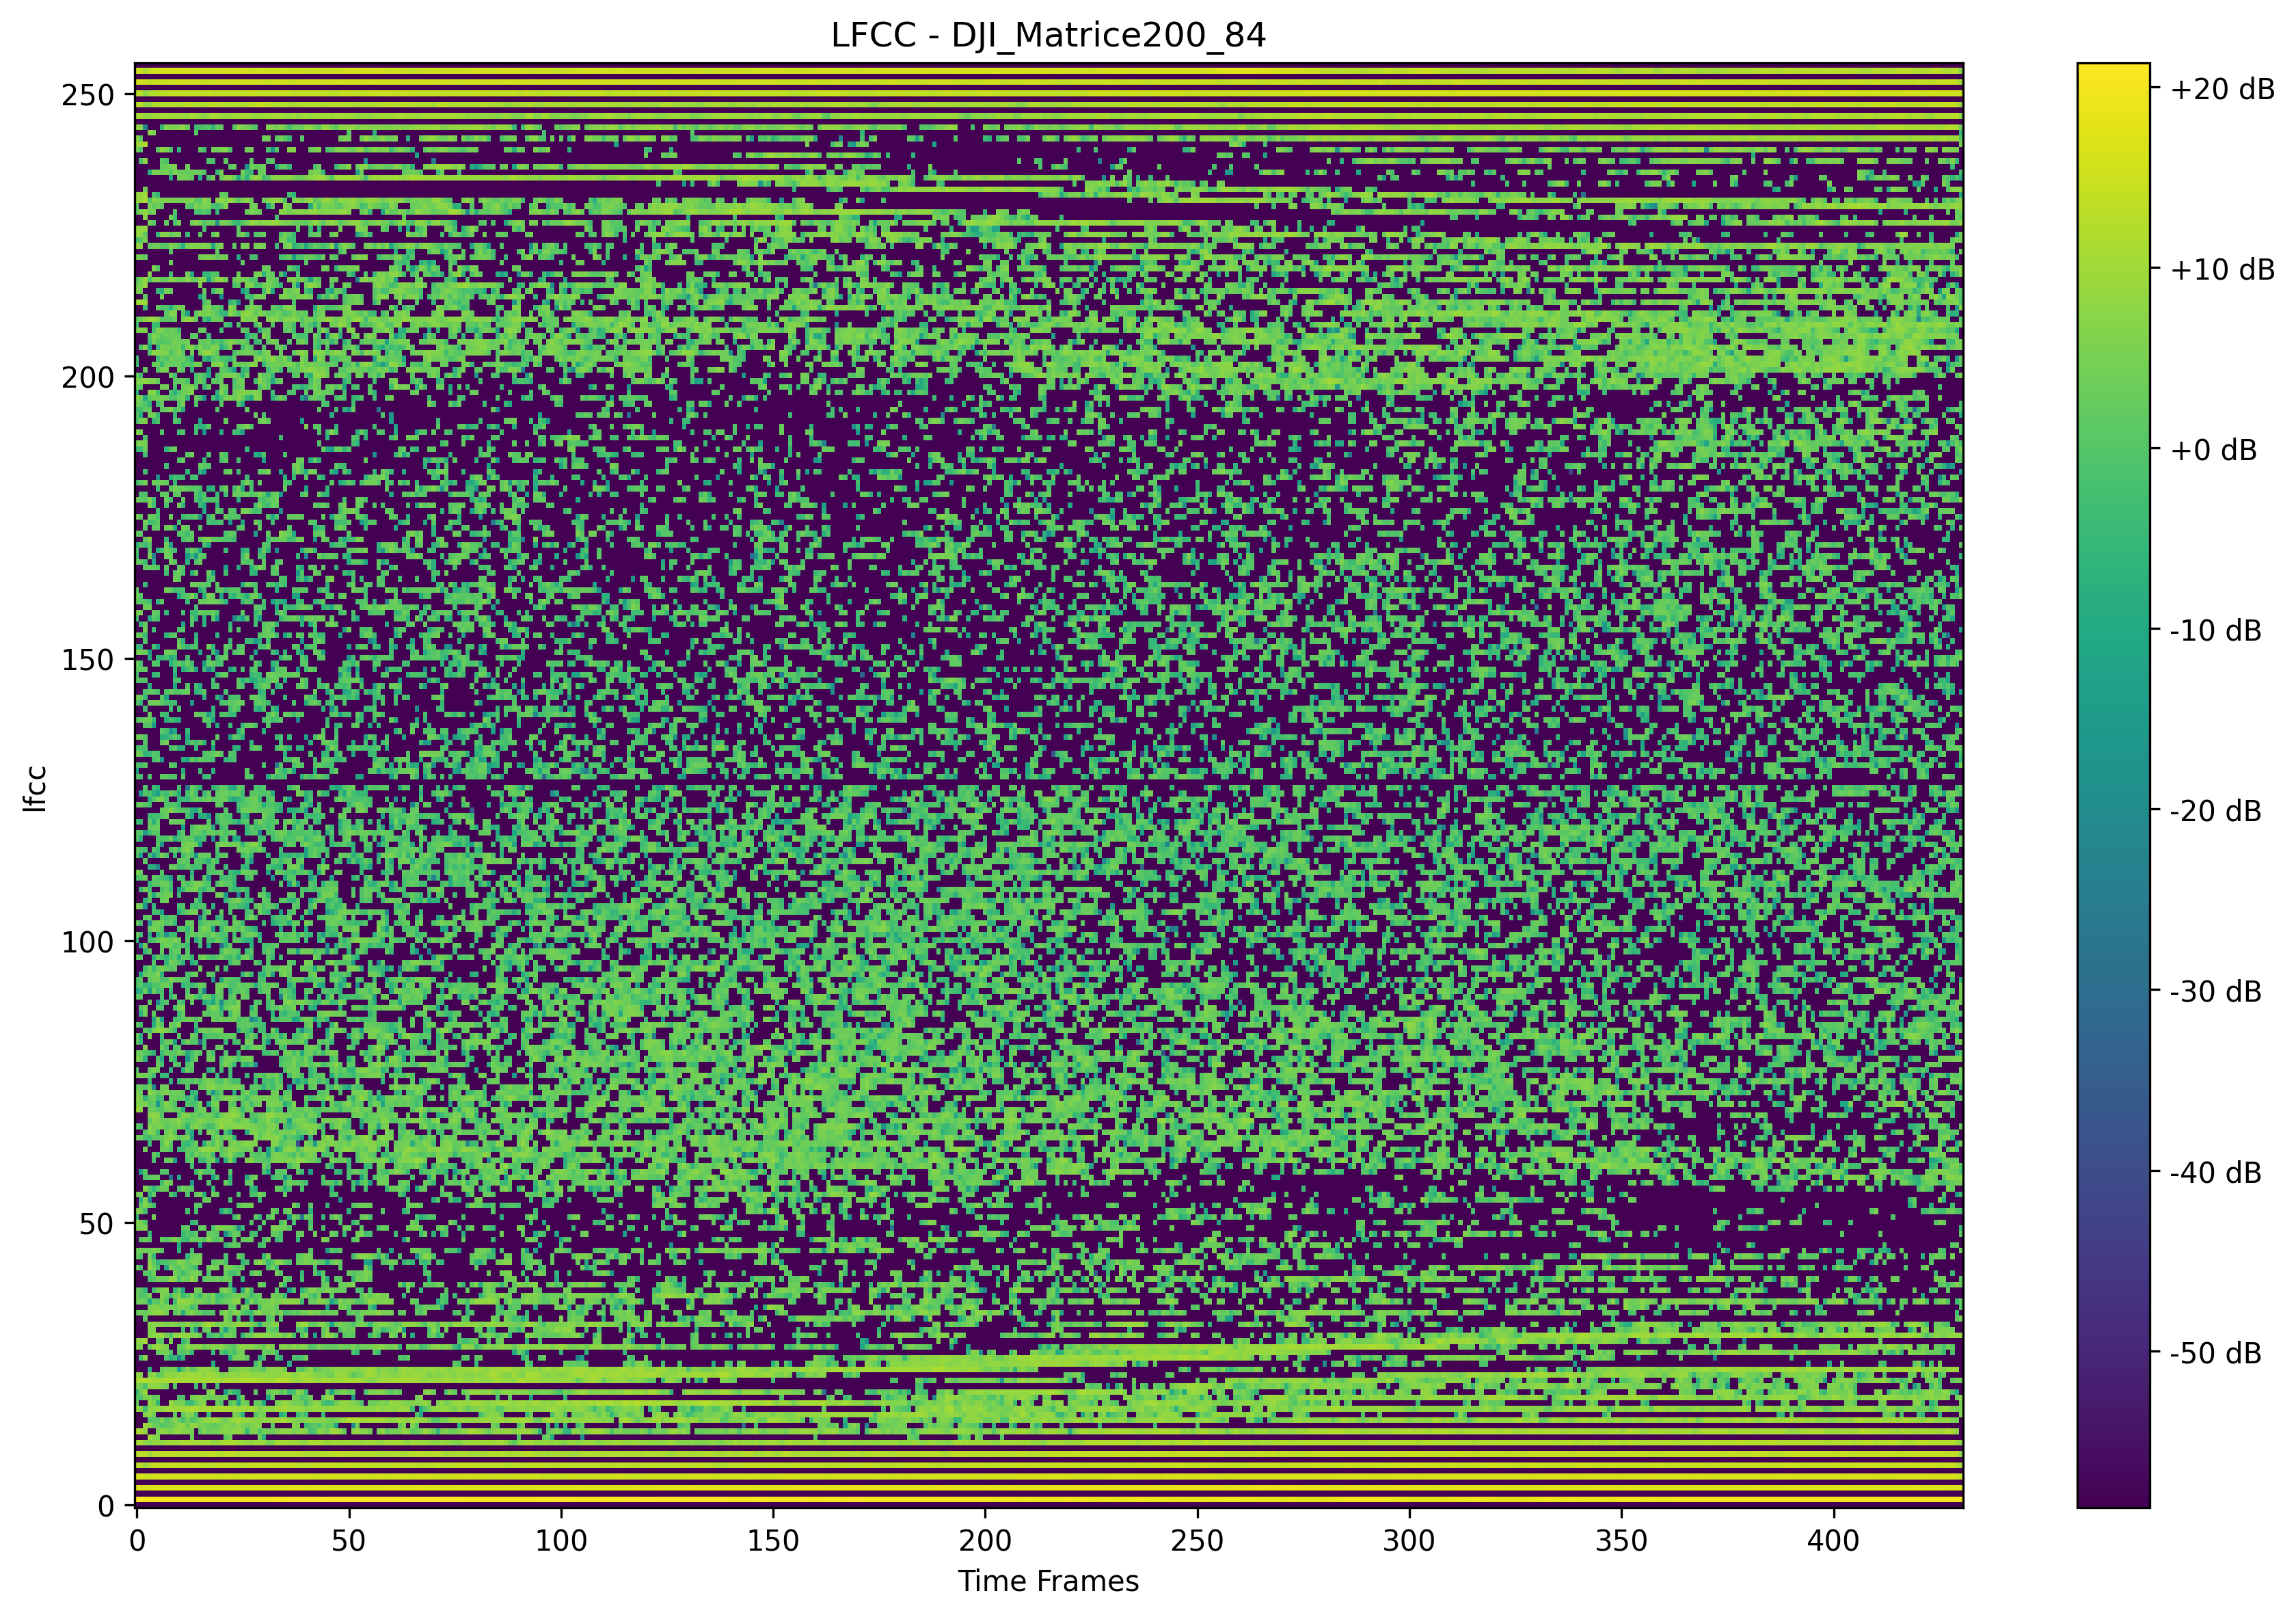 LFCC - DJI_Matrice200_84
250
200
150
100
50
0
lfcc
0 50 100 150 200 250 300 350 400
Time Frames
+20 dB
+10 dB
+0 dB
-10 dB
-20 dB
-30 dB
-40 dB
-50 dB